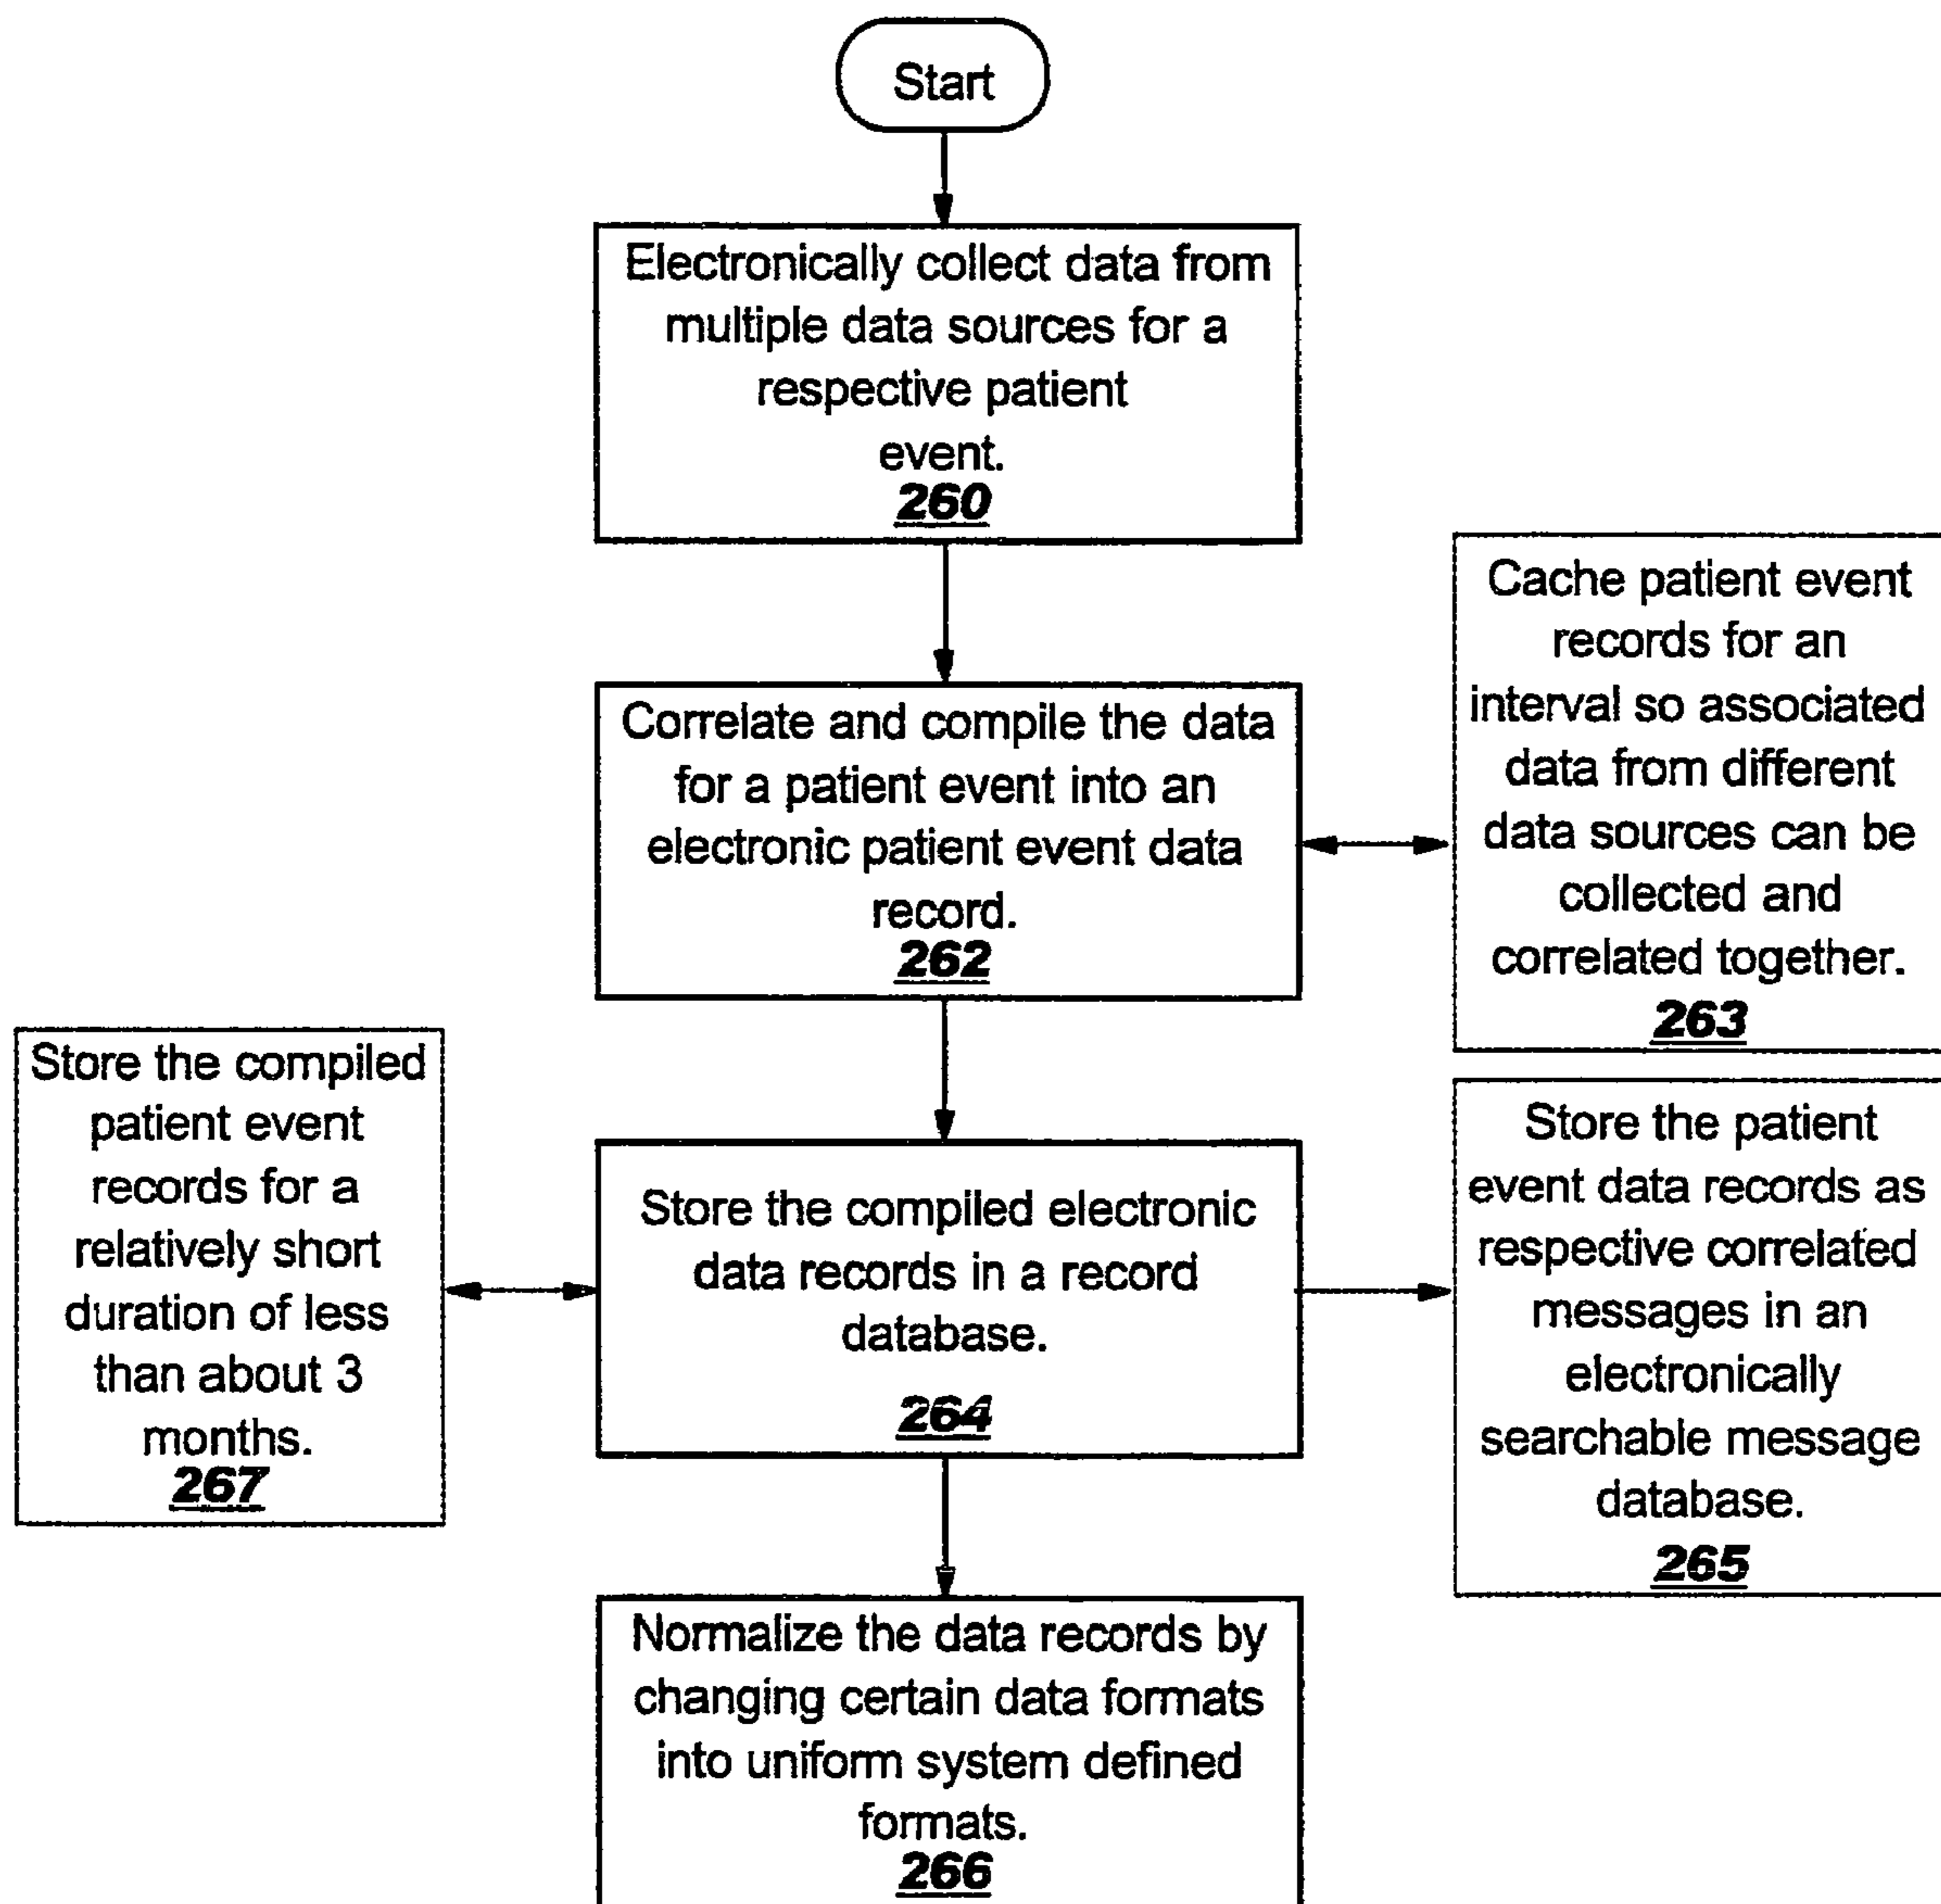 Start
Electronically collect data from
multiple data sources for a
respective patient
event.
260
Correlate and compile the data
for a patient event into an
electronic patient event data
record.
262
Cache patient event
records for an
interval so associated
data from different
data sources can be
collected and
correlated together.
263
Store the compiled
patient event
records for a
relatively short
duration of less
than about 3
months.
267
Store the compiled electronic
data records in a record
database.
264
Store the patient
event data records as
respective correlated
messages in an
electronically
searchable message
database.
265
Normalize the data records by
changing certain data formats
into uniform system defined
formats.
266